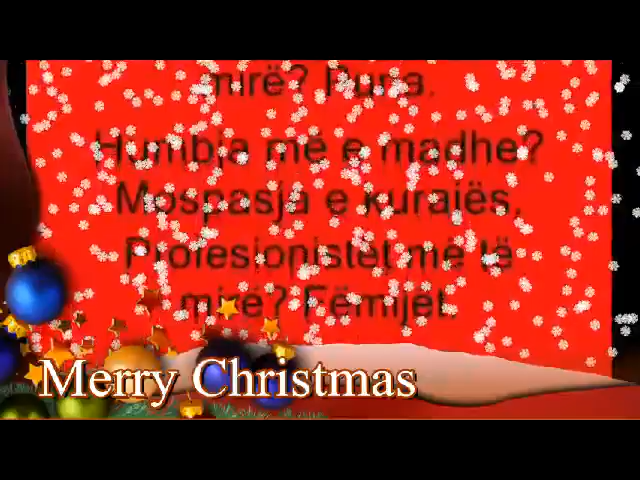 mirë? Puna.
Humbja më e madhe?
Mospasja e kurajës,
Profesionistët më të
mirë? Fëmijët.
Merry Christmas